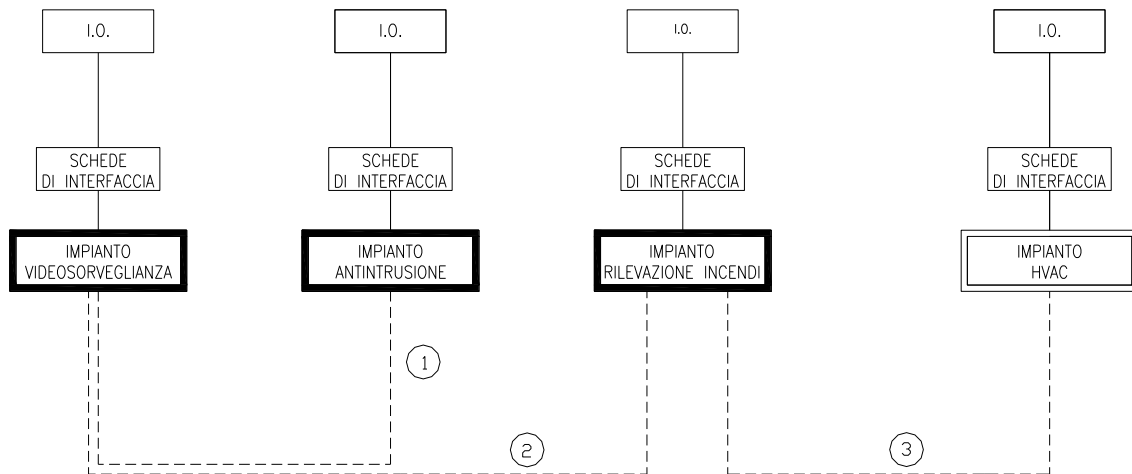 I.O.
I.O.
I.O.
I.O.
SCHEDE
DI INTERFACCIA
SCHEDE
DI INTERFACCIA
SCHEDE
DI INTERFACCIA
SCHEDE
DI INTERFACCIA
IMPIANTO
VIDEOSORVEGLIANZA
IMPIANTO
ANTINTRUSIONE
IMPIANTO
RILEVAZIONE INCENDI
IMPIANTO
HVAC
1
2
3